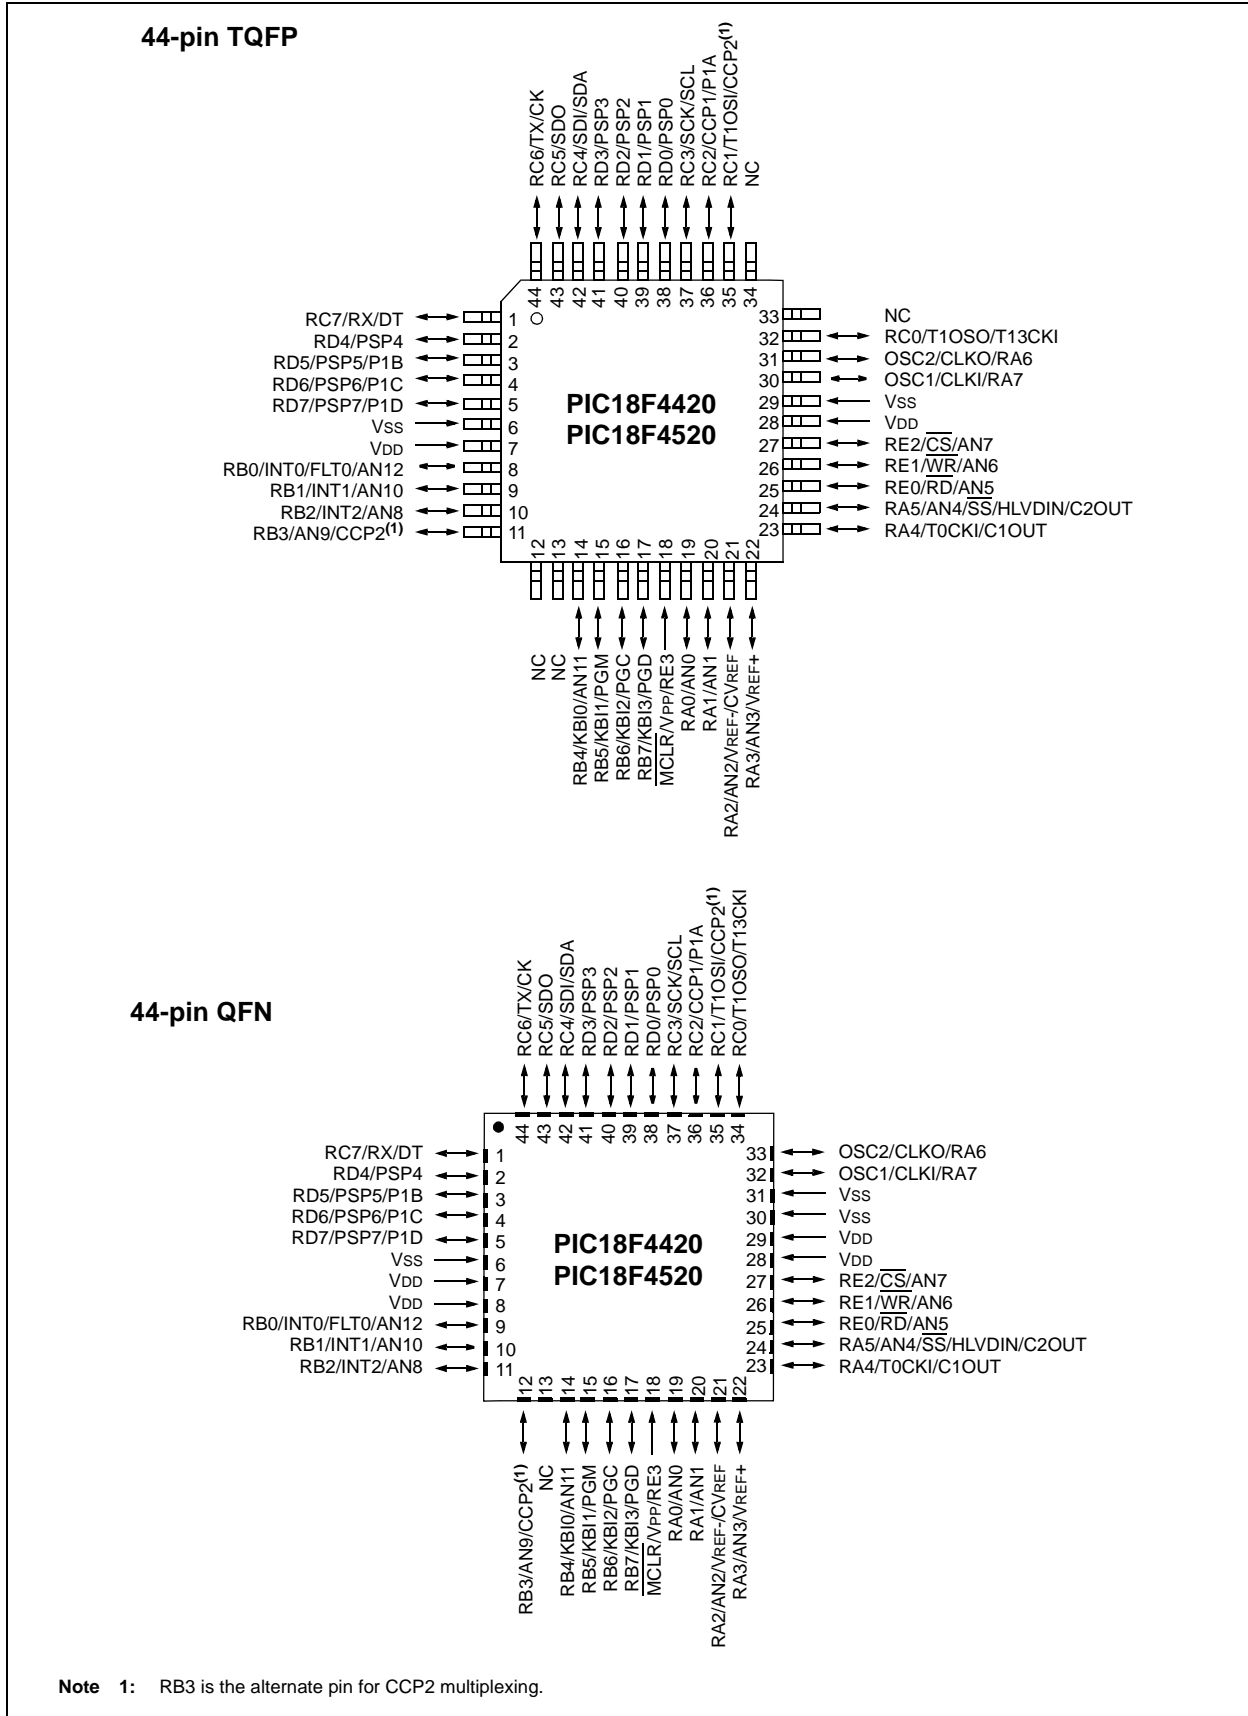 44-pin TQFP
RC6/TX/CK
RC5/SDO
RC4/SDI/SDA
RD3/PSP3
RD2/PSP2
RD1/PSP1
RD0/PSP0
RC3/SCK/SCL
RC2/CCP1/P1A
RC1/T1OSI/CCP2(1)
NC
44
43
42
41
40
39
38
37
36
35
34
RC7/RX/DT 1
RD4/PSP4 2
RD5/PSP5/P1B 3
RD6/PSP6/P1C 4
RD7/PSP7/P1D 5
VSS 6
VDD 7
RB0/INT0/FLT0/AN12 8
RB1/INT1/AN10 9
RB2/INT2/AN8 10
RB3/AN9/CCP2(1) 11
PIC18F4420
PIC18F4520
33 NC
32 RC0/T1OSO/T13CKI
31 OSC2/CLKO/RA6
30 OSC1/CLKI/RA7
29 VSS
28 VDD
27 RE2/CS/AN7
26 RE1/WR/AN6
25 RE0/RD/AN5
24 RA5/AN4/SS/HLVDIN/C2OUT
23 RA4/T0CKI/C1OUT
12
13
14
15
16
17
18
19
20
21
22
NC
NC
RB4/KBI0/AN11
RB5/KBI1/PGM
RB6/KBI2/PGC
RB7/KBI3/PGD
MCLR/VPP/RE3
RA0/AN0
RA1/AN1
RA2/AN2/VREF-/CVREF
RA3/AN3/VREF+
44-pin QFN
RC6/TX/CK
RC5/SDO
RC4/SDI/SDA
RD3/PSP3
RD2/PSP2
RD1/PSP1
RD0/PSP0
RC3/SCK/SCL
RC2/CCP1/P1A
RC1/T1OSI/CCP2(1)
RC0/T1OSO/T13CKI
44
43
42
41
40
39
38
37
36
35
34
RC7/RX/DT 1
RD4/PSP4 2
RD5/PSP5/P1B 3
RD6/PSP6/P1C 4
RD7/PSP7/P1D 5
VSS 6
VDD 7
VDD 8
RB0/INT0/FLT0/AN12 9
RB1/INT1/AN10 10
RB2/INT2/AN8 11
PIC18F4420
PIC18F4520
33 OSC2/CLKO/RA6
32 OSC1/CLKI/RA7
31 VSS
30 VSS
29 VDD
28 VDD
27 RE2/CS/AN7
26 RE1/WR/AN6
25 RE0/RD/AN5
24 RA5/AN4/SS/HLVDIN/C2OUT
23 RA4/T0CKI/C1OUT
12
13
14
15
16
17
18
19
20
21
22
RB3/AN9/CCP2(1)
NC
RB4/KBI0/AN11
RB5/KBI1/PGM
RB6/KBI2/PGC
RB7/KBI3/PGD
MCLR/VPP/RE3
RA0/AN0
RA1/AN1
RA2/AN2/VREF-/CVREF
RA3/AN3/VREF+
Note 1: RB3 is the alternate pin for CCP2 multiplexing.